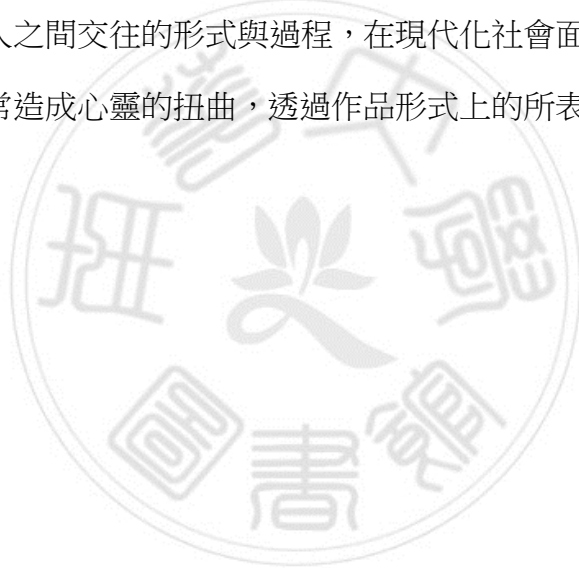 人之間交往的形式與過程，在現代化社會面
常造成心靈的扭曲，透過作品形式上的所表
書